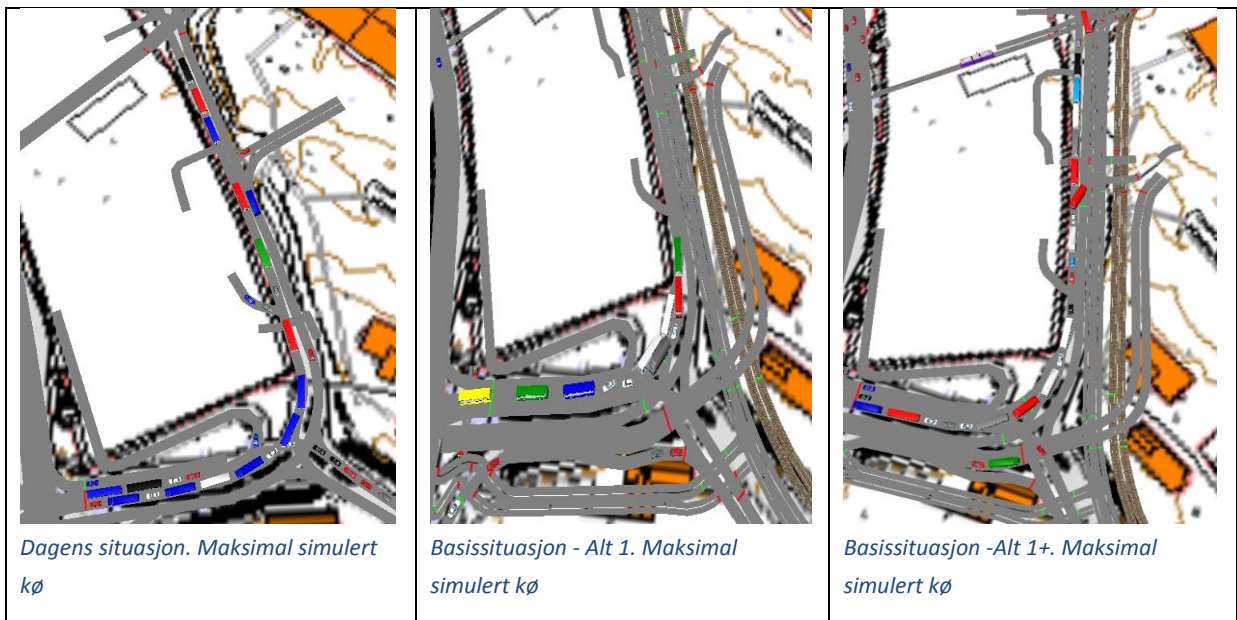 Dagens situasjon. Maksimal simulert
kø
Basissituasjon - Alt 1. Maksimal
simulert kø
Basissituasjon -Alt 1+. Maksimal
simulert kø